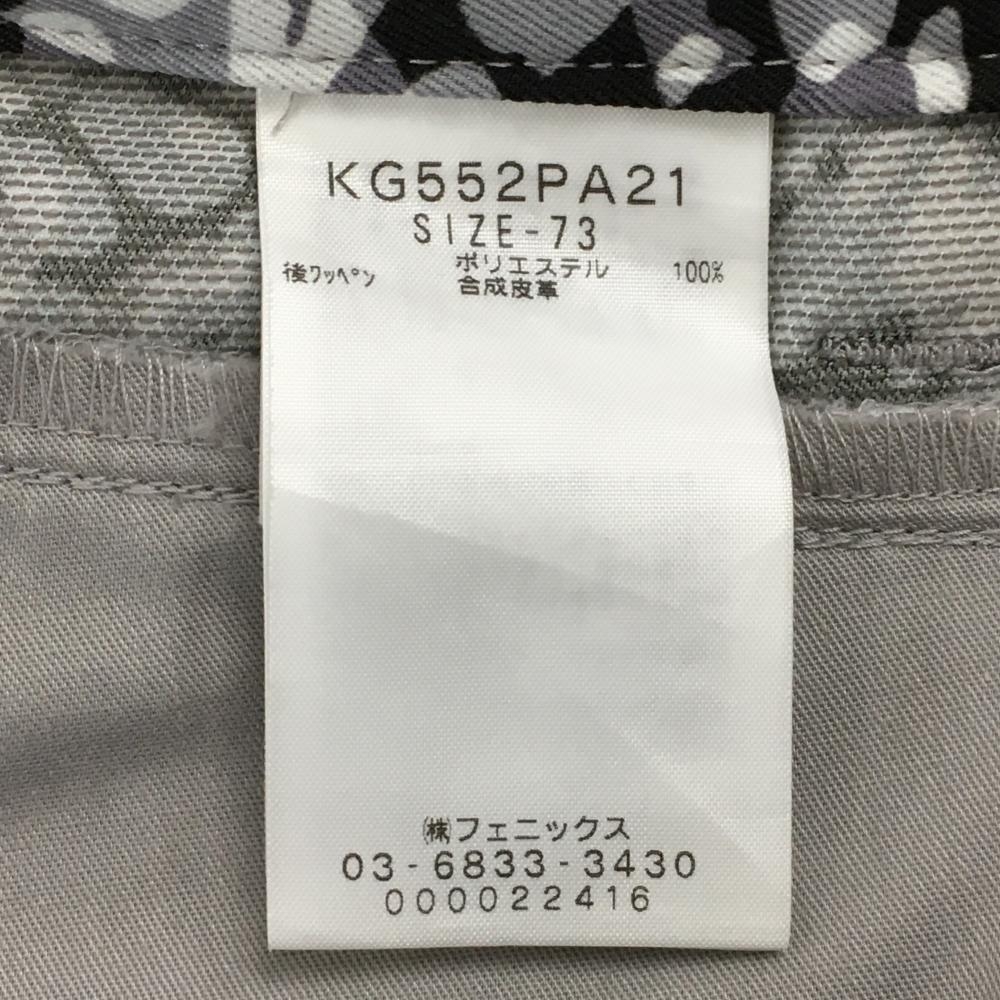 KG552PA21
SIZE-73
後ワッペン ポリエステル 100%
合成皮革
㈱フェニックス
03-6833-3430
000022416